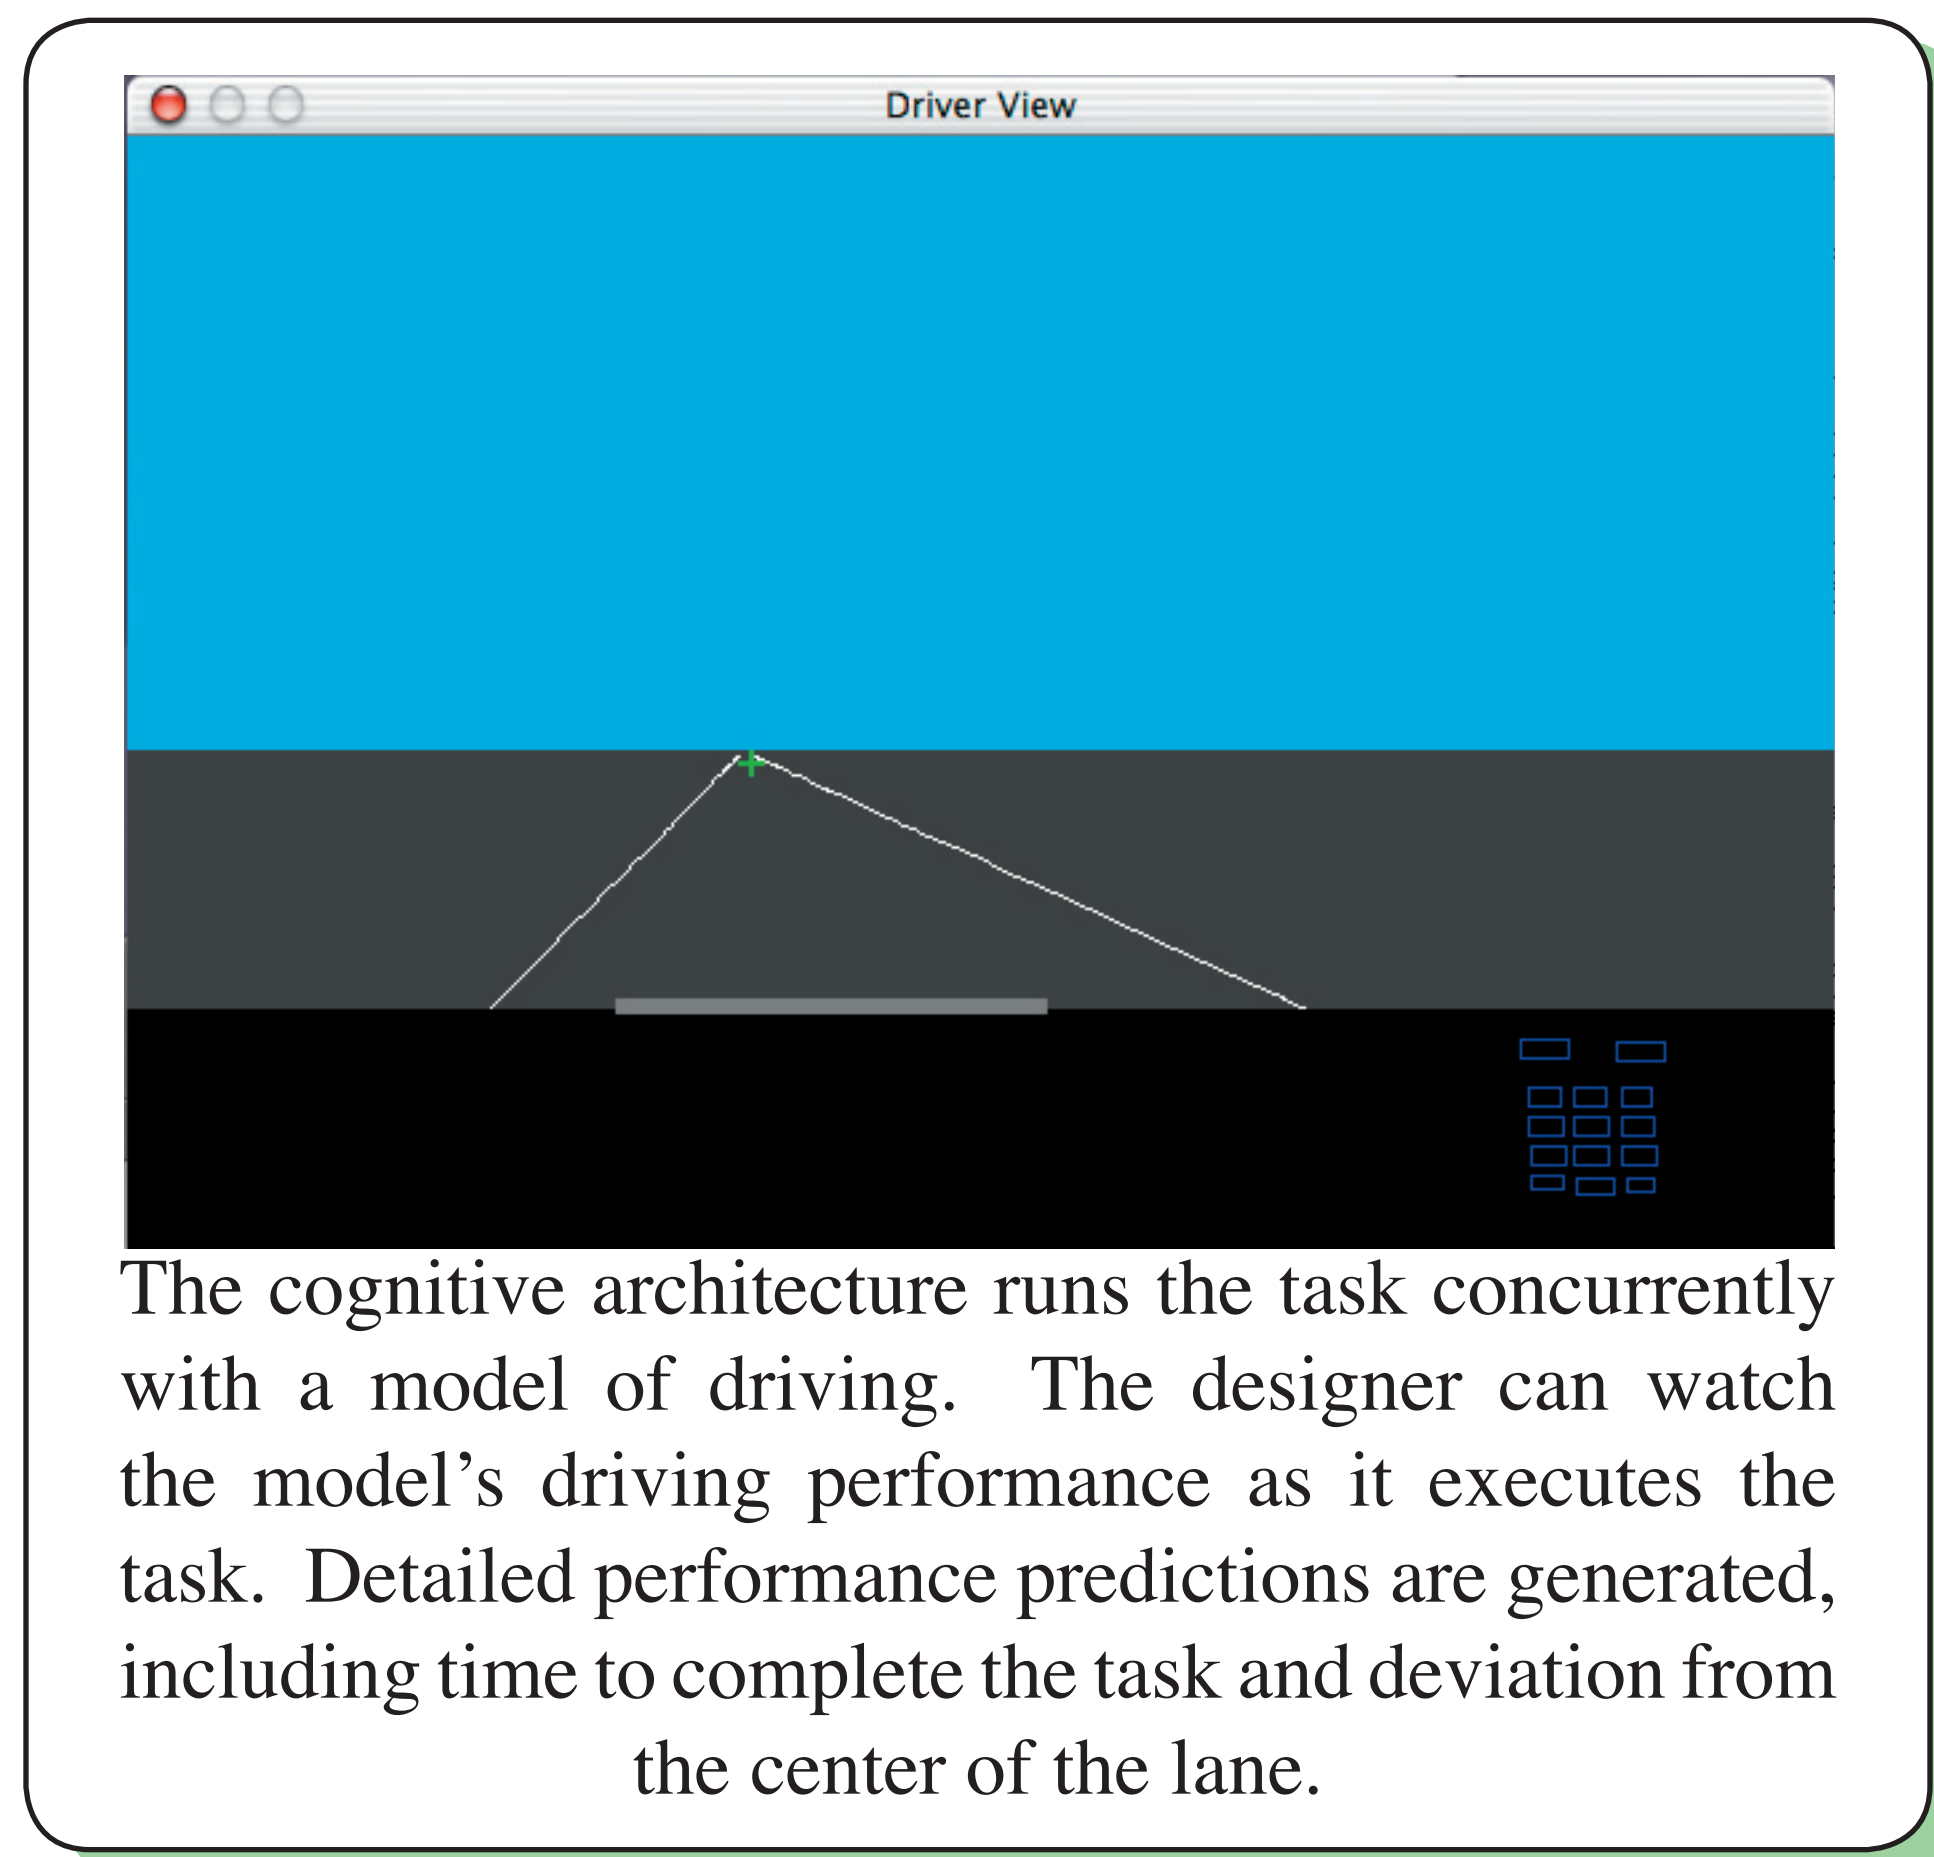 Driver View
The cognitive architecture runs the task concurrently
with a model of driving. The designer can watch
the model’s driving performance as it executes the
task. Detailed performance predictions are generated,
including time to complete the task and deviation from
the center of the lane.